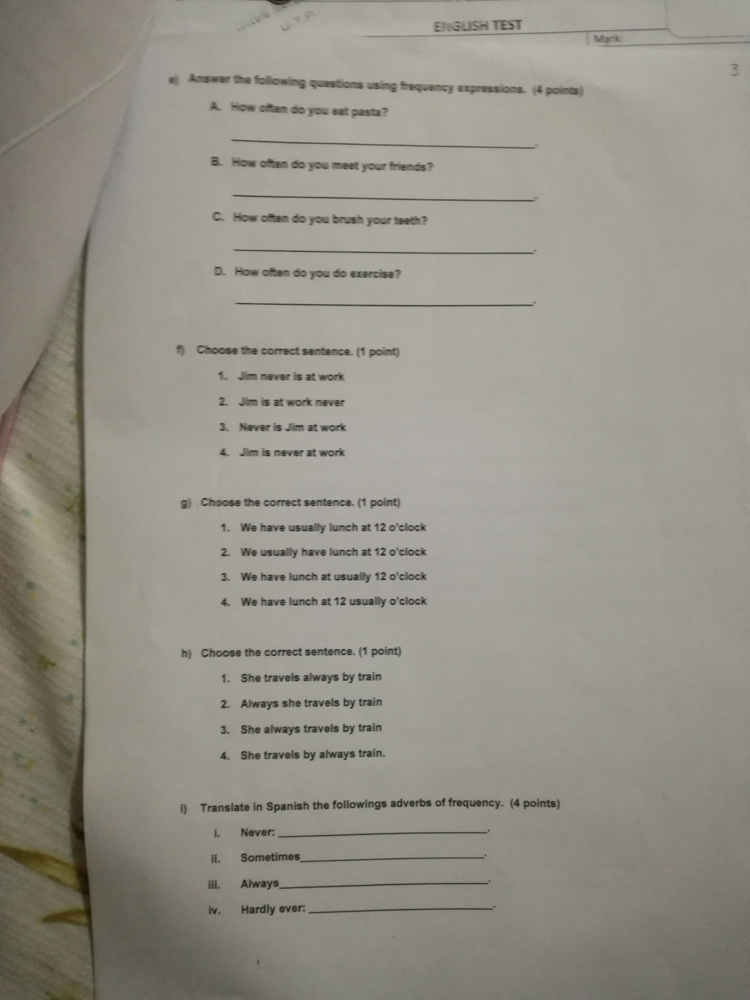 ENGLISH TEST
Mark:
3
e) Answer the following questions using frequency expressions. (4 points)
A. How often do you eat pasta?
B. How often do you meet your friends?
C. How often do you brush your teeth?
D. How often do you do exercise?
f) Choose the correct sentence. (1 point)
1. Jim never is at work
2. Jim is at work never
3. Never is Jim at work
4. Jim is never at work
g) Choose the correct sentence. (1 point)
1. We have usually lunch at 12 o'clock
2. We usually have lunch at 12 o'clock
3. We have lunch at usually 12 o'clock
4. We have lunch at 12 usually o'clock
h) Choose the correct sentence. (1 point)
1. She travels always by train
2. Always she travels by train
3. She always travels by train
4. She travels by always train.
i) Translate in Spanish the followings adverbs of frequency. (4 points)
i. Never: ____________.
ii. Sometimes____________.
iii. Always____________.
iv. Hardly ever: ____________.